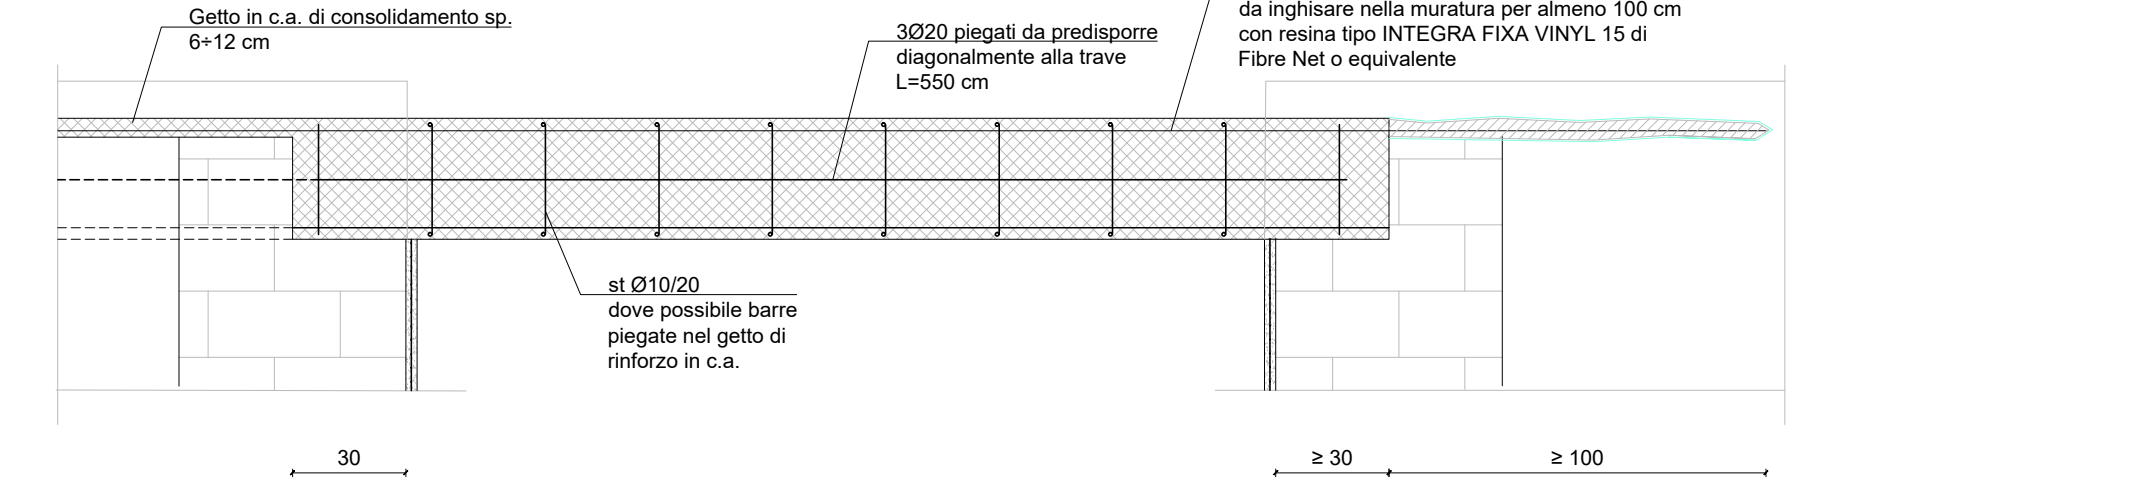 Getto in c.a. di consolidamento sp.
6÷12 cm
3Ø20 piegati da predisporre
diagonalmente alla trave
L=550 cm
da inghisare nella muratura per almeno 100 cm
con resina tipo INTEGRA FIXA VINYL 15 di
Fibre Net o equivalente
st Ø10/20
dove possibile barre
piegate nel getto di
rinforzo in c.a.
30
≥ 30
≥ 100